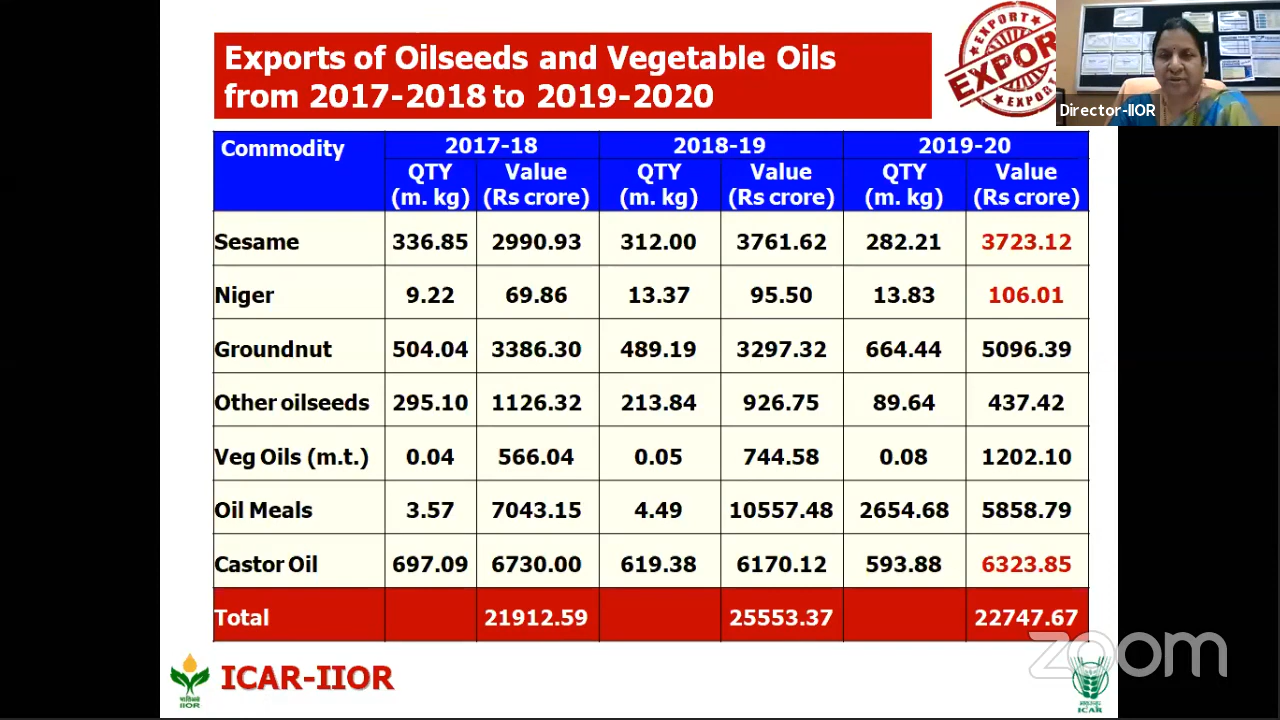 Exports of Oilseeds and Vegetable Oils
from 2017-2018 to 2019-2020
EXPORT
EXPORT
EXPORT
Director-IIOR
Commodity 2017-18 2018-19 2019-20
QTY (m. kg) Value (Rs crore) QTY (m. kg) Value (Rs crore) QTY (m. kg) Value (Rs crore)
Sesame 336.85 2990.93 312.00 3761.62 282.21 3723.12
Niger 9.22 69.86 13.37 95.50 13.83 106.01
Groundnut 504.04 3386.30 489.19 3297.32 664.44 5096.39
Other oilseeds 295.10 1126.32 213.84 926.75 89.64 437.42
Veg Oils (m.t.) 0.04 566.04 0.05 744.58 0.08 1202.10
Oil Meals 3.57 7043.15 4.49 10557.48 2654.68 5858.79
Castor Oil 697.09 6730.00 619.38 6170.12 593.88 6323.85
Total 21912.59 25553.37 22747.67
zoom
IIOR
ICAR-IIOR
ICAR